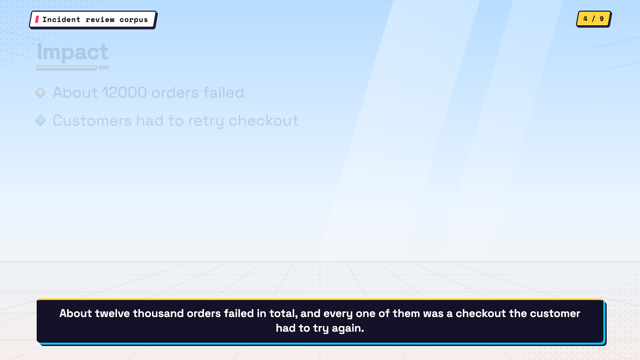 Incident review corpus
4 / 9
Impact
About 12000 orders failed
Customers had to retry checkout
About twelve thousand orders failed in total, and every one of them was a checkout the customer
had to try again.